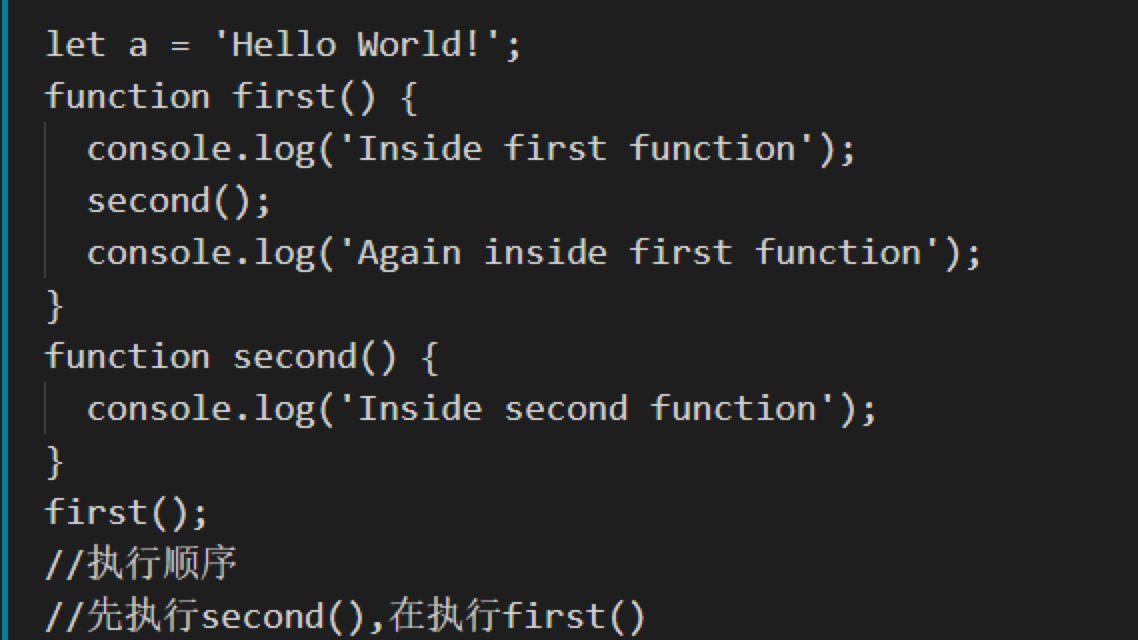 let a = 'Hello World!';
function first() {
  console.log('Inside first function');
  second();
  console.log('Again inside first function');
}
function second() {
  console.log('Inside second function');
}
first();
//执行顺序
//先执行second(),在执行first()